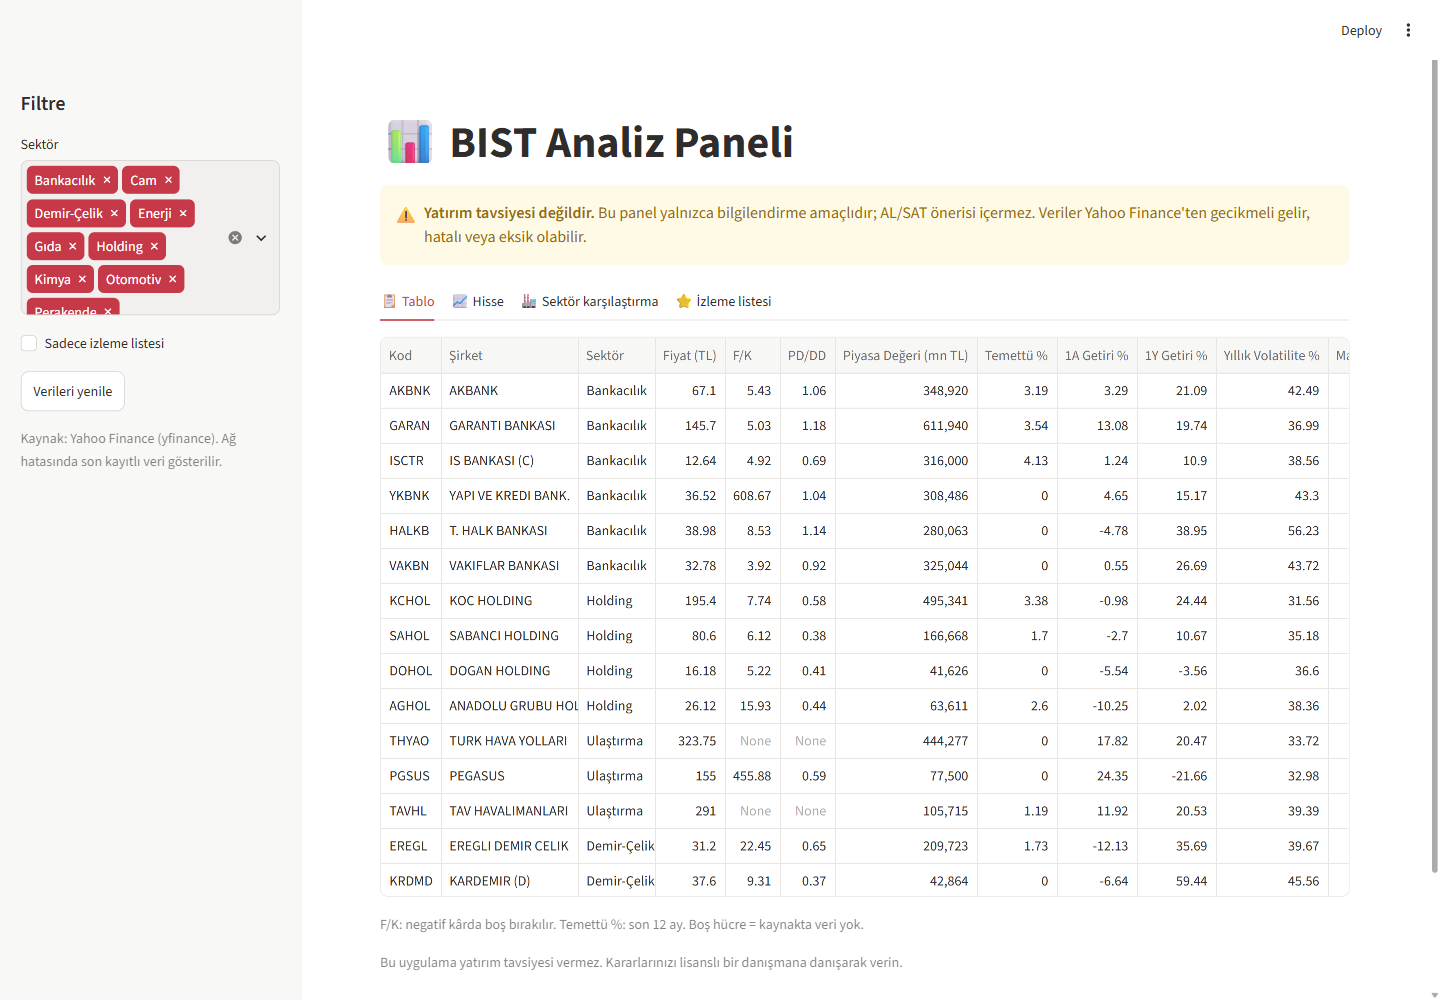 Deploy
Filtre
Sektör
Bankacılık × Cam ×
Demir-Çelik × Enerji ×
Gıda × Holding ×
Kimya × Otomotiv ×
Perakende ×
Sadece izleme listesi
Verileri yenile
Kaynak: Yahoo Finance (yfinance). Ağ
hatasında son kayıtlı veri gösterilir.
BIST Analiz Paneli
Yatırım tavsiyesi değildir. Bu panel yalnızca bilgilendirme amaçlıdır; AL/SAT önerisi içermez. Veriler Yahoo Finance'ten gecikmeli gelir,
hatalı veya eksik olabilir.
Tablo Hisse Sektör karşılaştırma İzleme listesi
Kod Şirket Sektör Fiyat (TL) F/K PD/DD Piyasa Değeri (mn TL) Temettü % 1A Getiri % 1Y Getiri % Yıllık Volatilite %
AKBNK AKBANK Bankacılık 67.1 5.43 1.06 348,920 3.19 3.29 21.09 42.49
GARAN GARANTI BANKASI Bankacılık 145.7 5.03 1.18 611,940 3.54 13.08 19.74 36.99
ISCTR IS BANKASI (C) Bankacılık 12.64 4.92 0.69 316,000 4.13 1.24 10.9 38.56
YKBNK YAPI VE KREDI BANK. Bankacılık 36.52 608.67 1.04 308,486 0 4.65 15.17 43.3
HALKB T. HALK BANKASI Bankacılık 38.98 8.53 1.14 280,063 0 -4.78 38.95 56.23
VAKBN VAKIFLAR BANKASI Bankacılık 32.78 3.92 0.92 325,044 0 0.55 26.69 43.72
KCHOL KOC HOLDING Holding 195.4 7.74 0.58 495,341 3.38 -0.98 24.44 31.56
SAHOL SABANCI HOLDING Holding 80.6 6.12 0.38 166,668 1.7 -2.7 10.67 35.18
DOHOL DOGAN HOLDING Holding 16.18 5.22 0.41 41,626 0 -5.54 -3.56 36.6
AGHOL ANADOLU GRUBU HOL Holding 26.12 15.93 0.44 63,611 2.6 -10.25 2.02 38.36
THYAO TURK HAVA YOLLARI Ulaştırma 323.75 None None 444,277 0 17.82 20.47 33.72
PGSUS PEGASUS Ulaştırma 155 455.88 0.59 77,500 0 24.35 -21.66 32.98
TAVHL TAV HAVALIMANLARI Ulaştırma 291 None None 105,715 1.19 11.92 20.53 39.39
EREGL EREGLI DEMIR CELIK Demir-Çelik 31.2 22.45 0.65 209,723 1.73 -12.13 35.69 39.67
KRDMD KARDEMIR (D) Demir-Çelik 37.6 9.31 0.37 42,864 0 -6.64 59.44 45.56
F/K: negatif kârda boş bırakılır. Temettü %: son 12 ay. Boş hücre = kaynakta veri yok.
Bu uygulama yatırım tavsiyesi vermez. Kararlarınızı lisanslı bir danışmana danışarak verin.